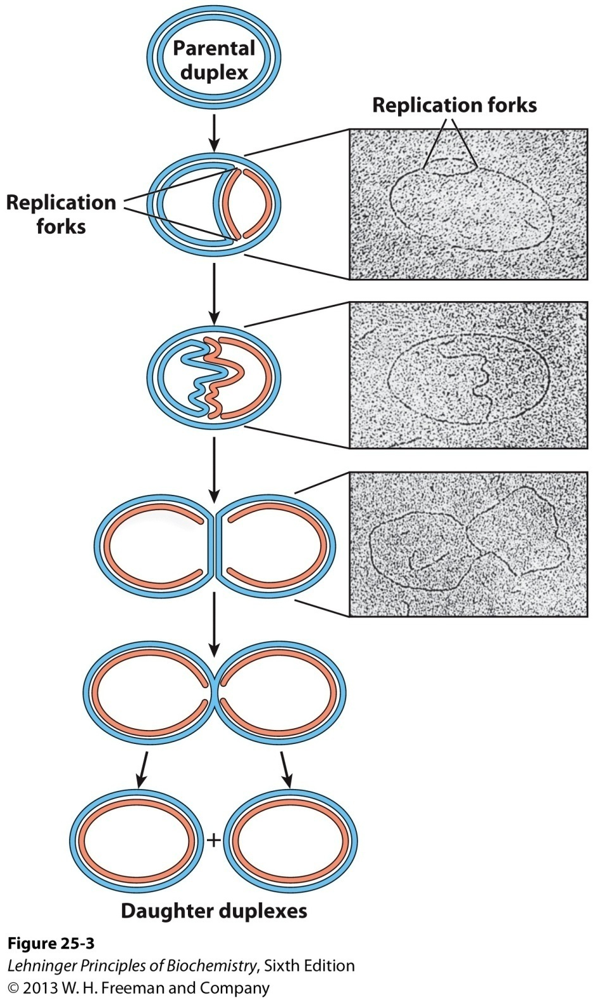 Parental
duplex
Replication forks
Replication
forks
+
Daughter duplexes
Figure 25-3
Lehninger Principles of Biochemistry, Sixth Edition
© 2013 W. H. Freeman and Company